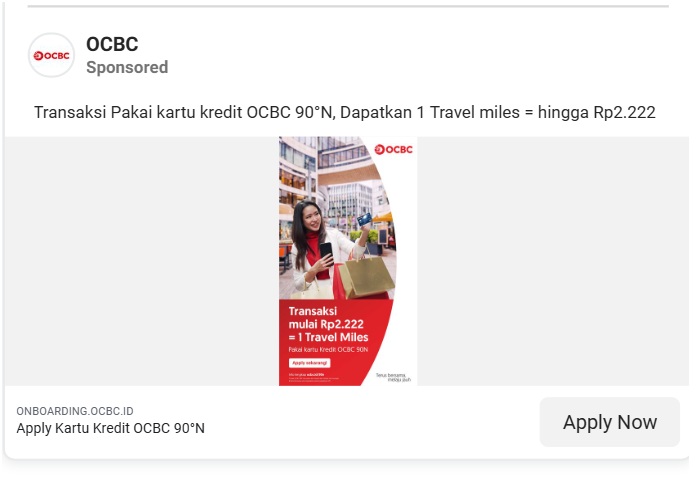 OCBC
OCBC
Sponsored
Transaksi Pakai kartu kredit OCBC 90°N, Dapatkan 1 Travel miles = hingga Rp2.222
OCBC
Transaksi
mulai Rp2.222
= 1 Travel Miles
Pakai kartu Kredit OCBC 90N
Apply sekarang!
Terus bersama,
melaju jauh
ONBOARDING.OCBC.ID
Apply Kartu Kredit OCBC 90°N
Apply Now